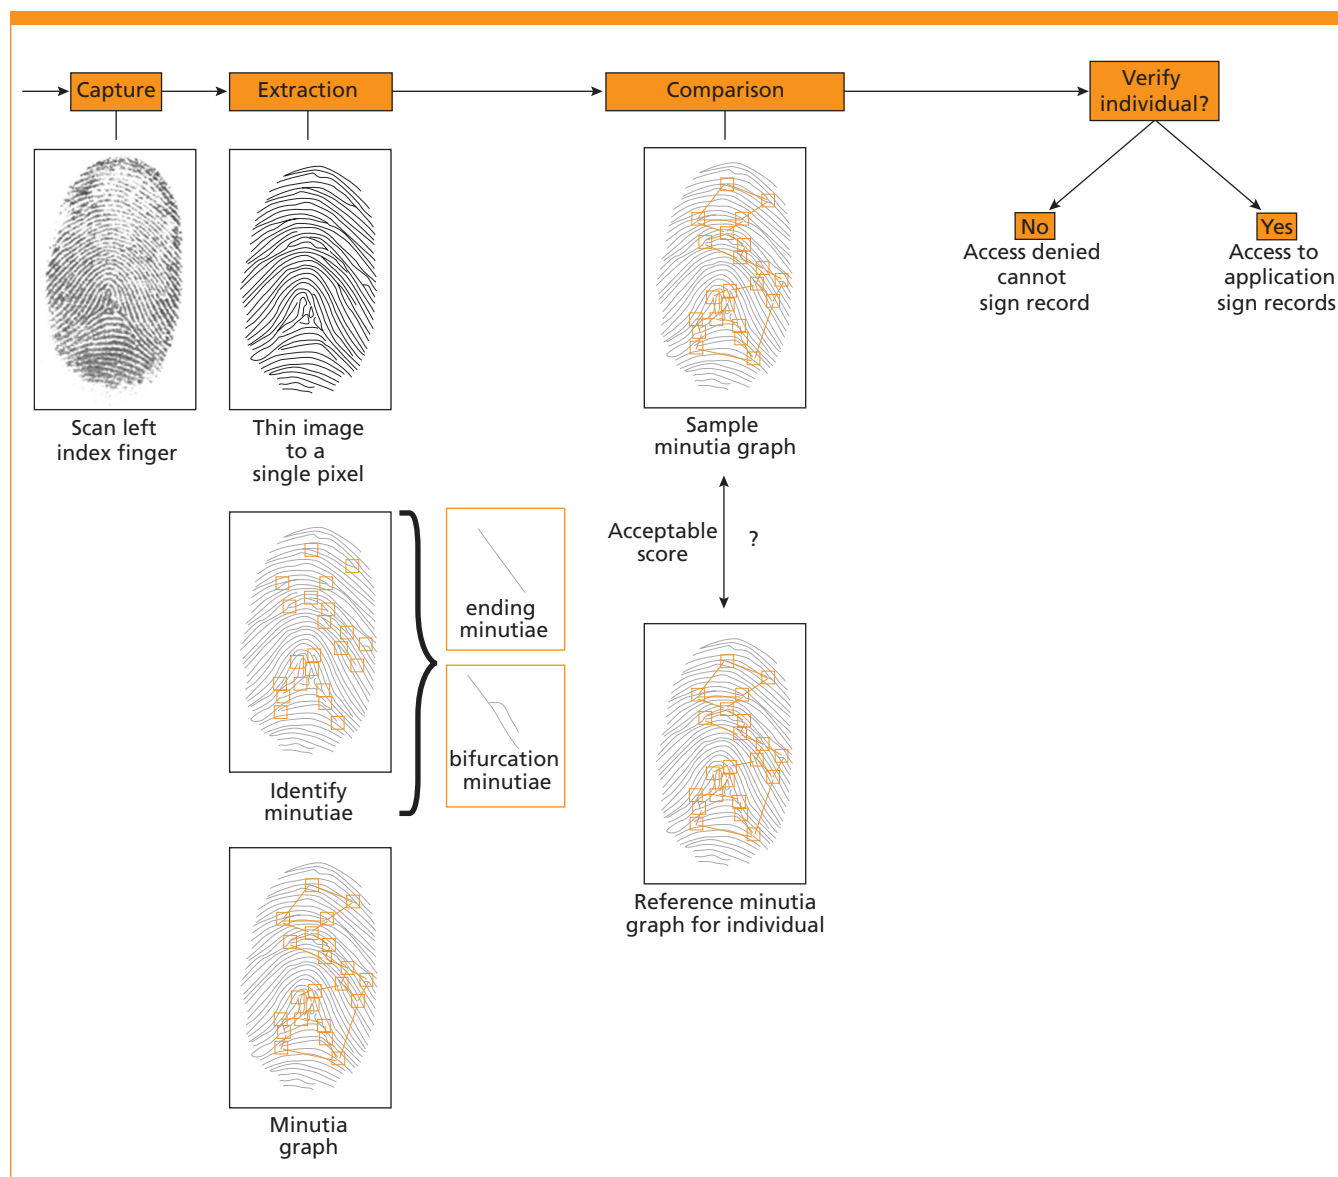 Capture
Extraction
Comparison
Verify
individual?
No
Access denied
cannot
sign record
Yes
Access to
application
sign records
Scan left
index finger
Thin image
to a
single pixel
Identify
minutiae
ending
minutiae
bifurcation
minutiae
Minutia
graph
Sample
minutia graph
Acceptable
score
?
Reference minutia
graph for individual